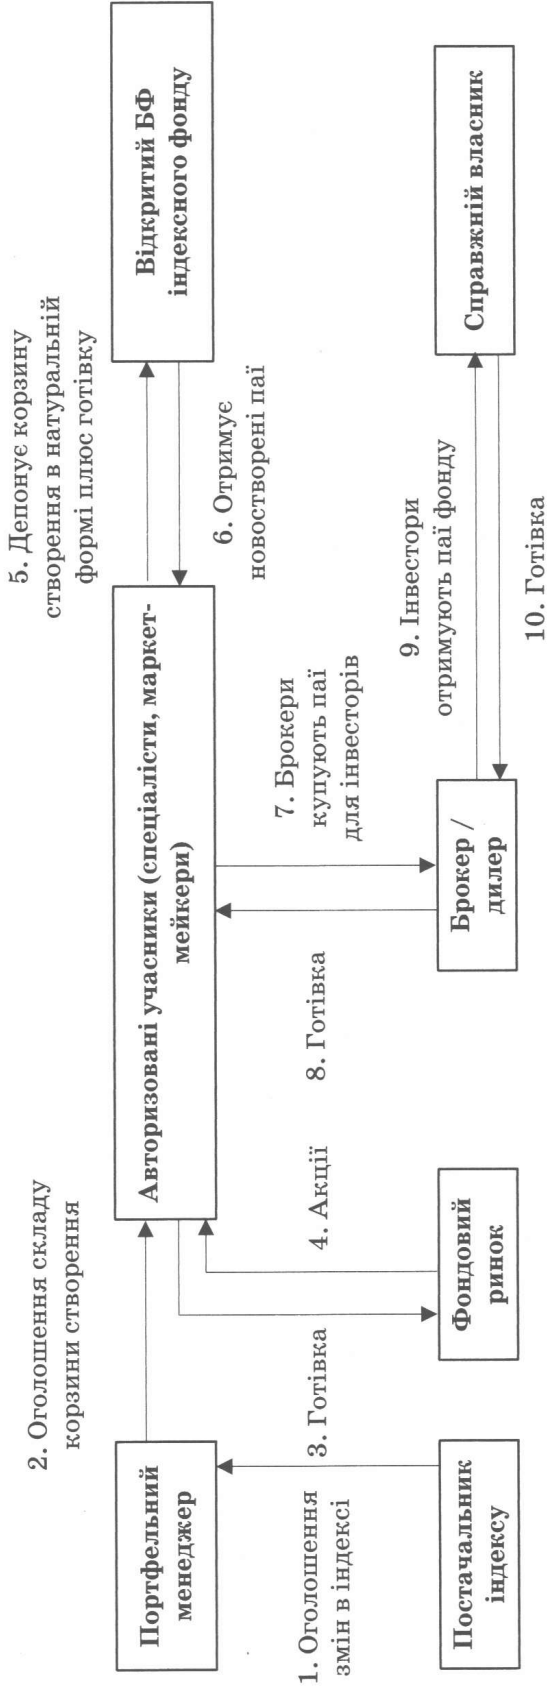 2. Оголошення складу
корзини створення
5. Депонує корзину
створення в натуральній
формі плюс готівку
Портфельний
менеджер
Авторизовані учасники (спеціалісти, маркет-
мейкери)
Відкритий БФ
індексного фонду
6. Отримує
новостворені паї
1. Оголошення
змін в індексі
3. Готівка
4. Акції
8. Готівка
7. Брокери
купують паї
для інвесторів
9. Інвестори
отримують паї фонду
10. Готівка
Постачальник
індексу
Фондовий
ринок
Брокер /
дилер
Справжній власник